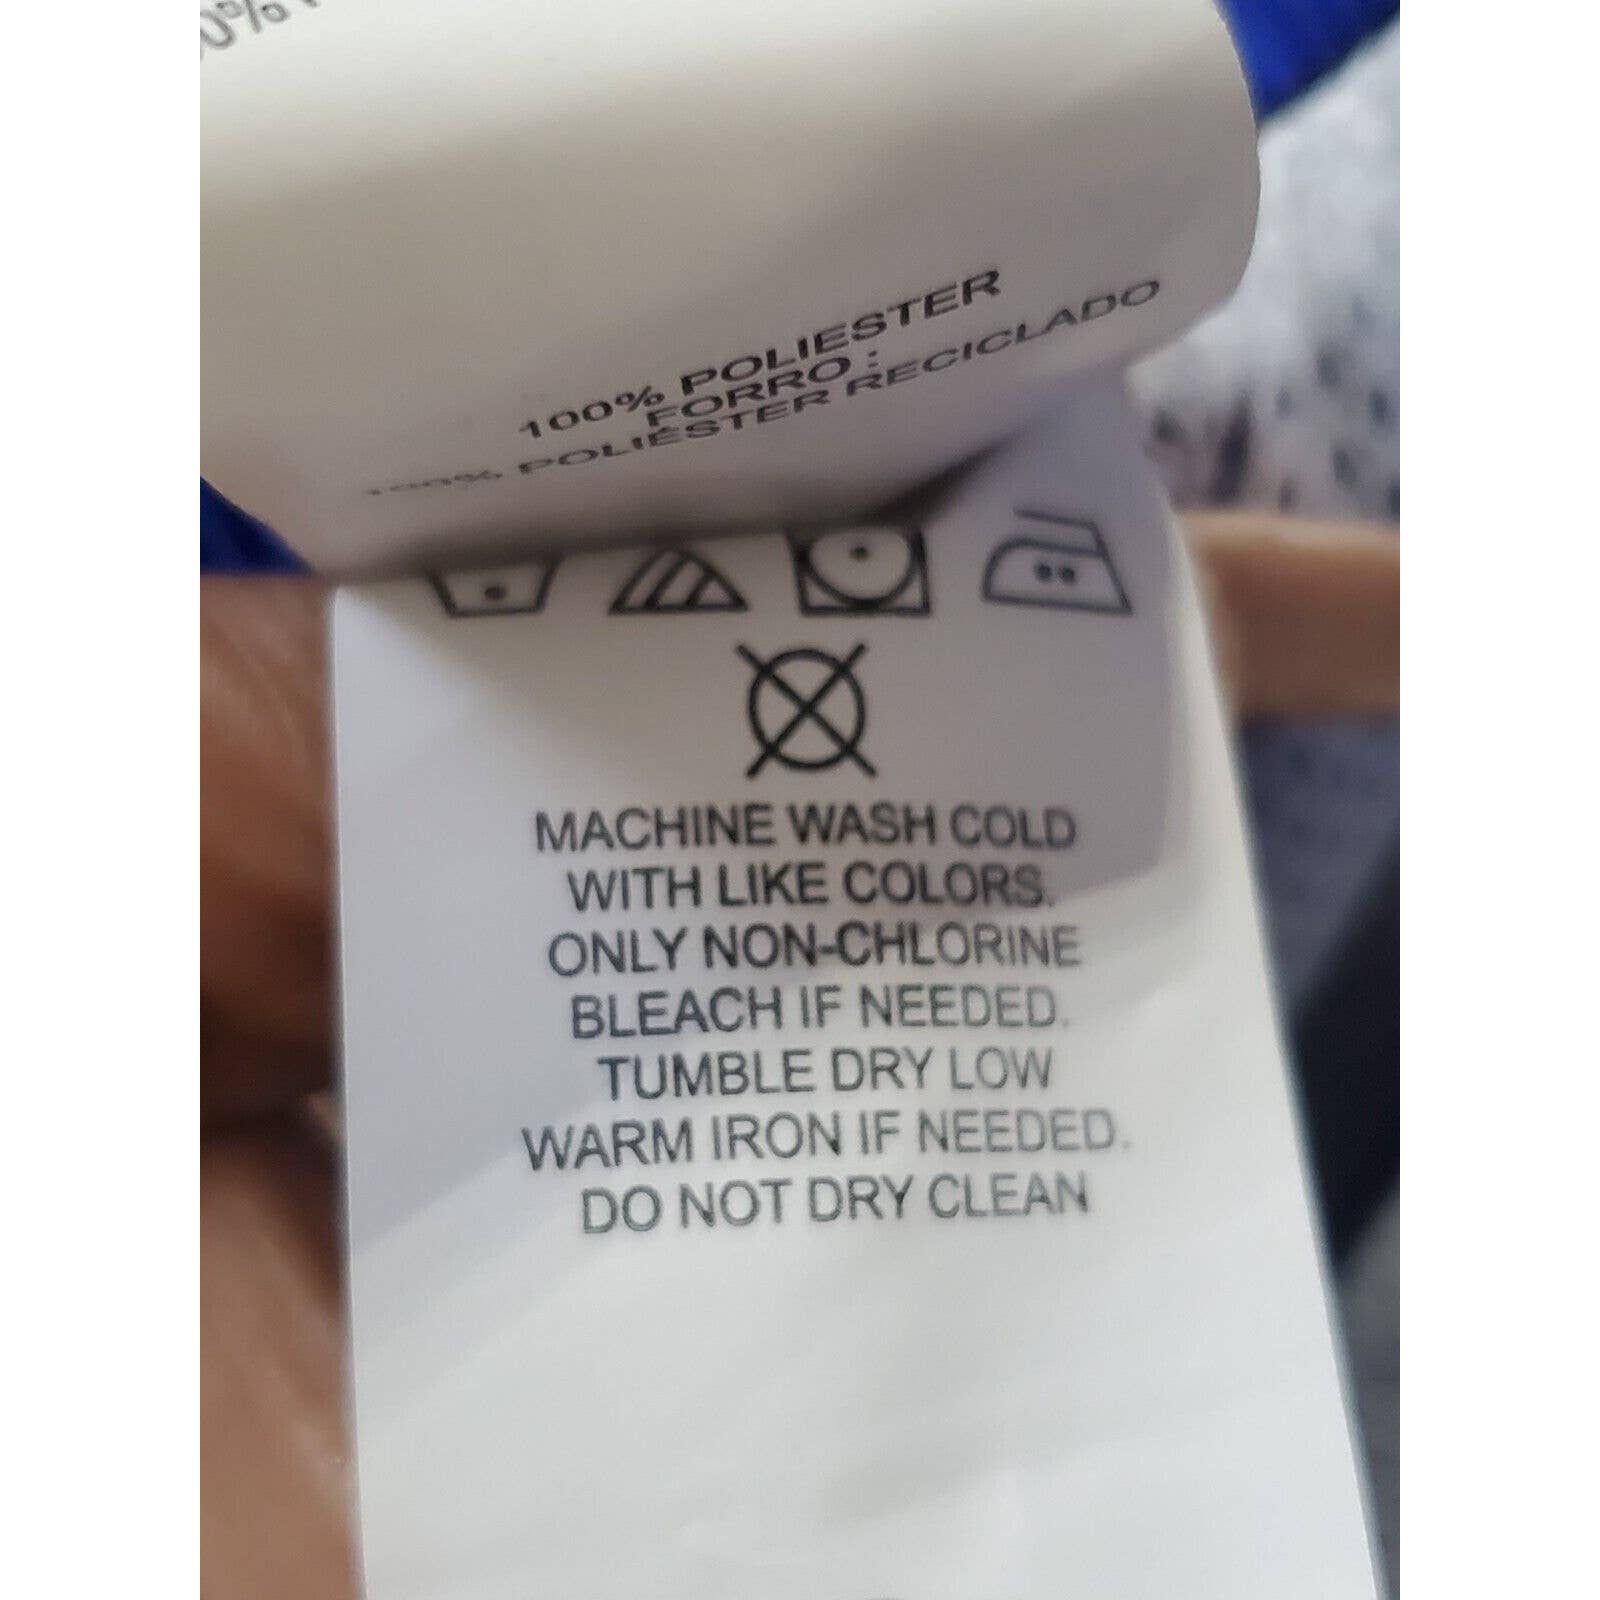 100% POLIESTER
FORRO :
100% POLIÉSTER RECICLADO
MACHINE WASH COLD
WITH LIKE COLORS.
ONLY NON-CHLORINE
BLEACH IF NEEDED.
TUMBLE DRY LOW
WARM IRON IF NEEDED.
DO NOT DRY CLEAN